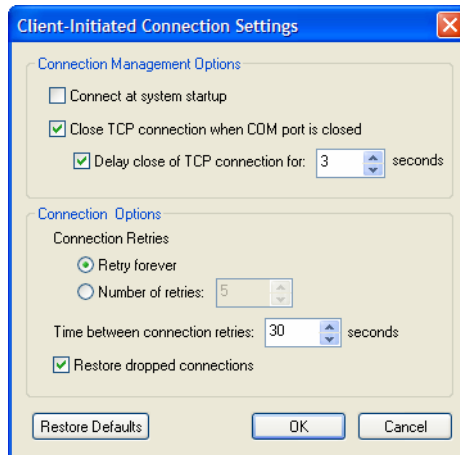 Client-Initiated Connection Settings
Connection Management Options
Connect at system startup
Close TCP connection when COM port is closed
Delay close of TCP connection for: 3 seconds
Connection Options
Connection Retries
Retry forever
Number of retries: 5
Time between connection retries: 30 seconds
Restore dropped connections
Restore Defaults OK Cancel